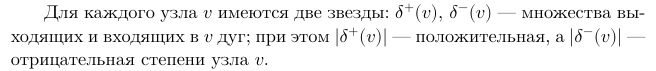 Для каждого узла v имеются две звезды: δ⁺(v), δ⁻(v) — множества вы-
ходящих и входящих в v дуг; при этом |δ⁺(v)| — положительная, а |δ⁻(v)| —
отрицательная степени узла v.